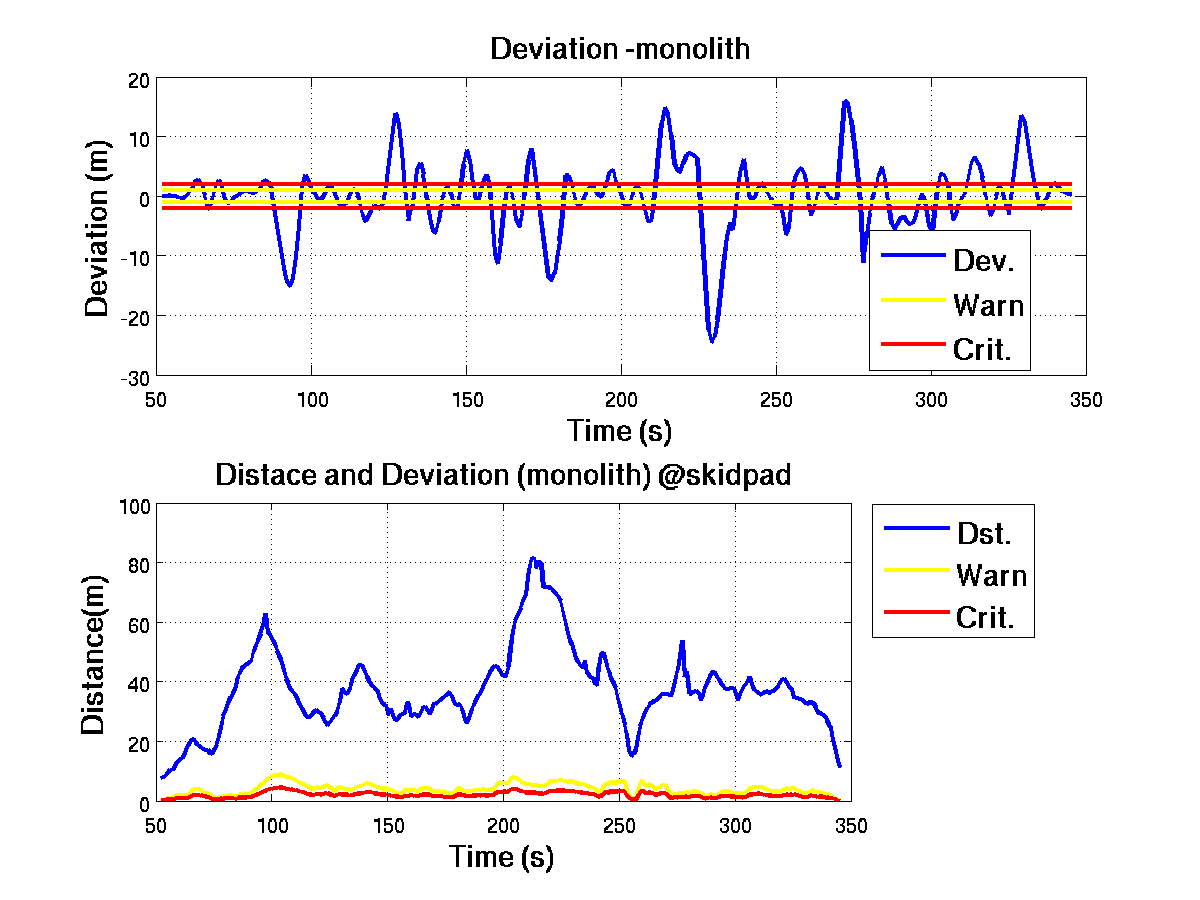 Deviation -monolith
20
10
0
-10
-20
-30
Deviation (m)
50 100 150 200 250 300 350
Time (s)
Dev.
Warn
Crit.
Distace and Deviation (monolith) @skidpad
100
80
60
40
20
0
Distance(m)
50 100 150 200 250 300 350
Time (s)
Dst.
Warn
Crit.